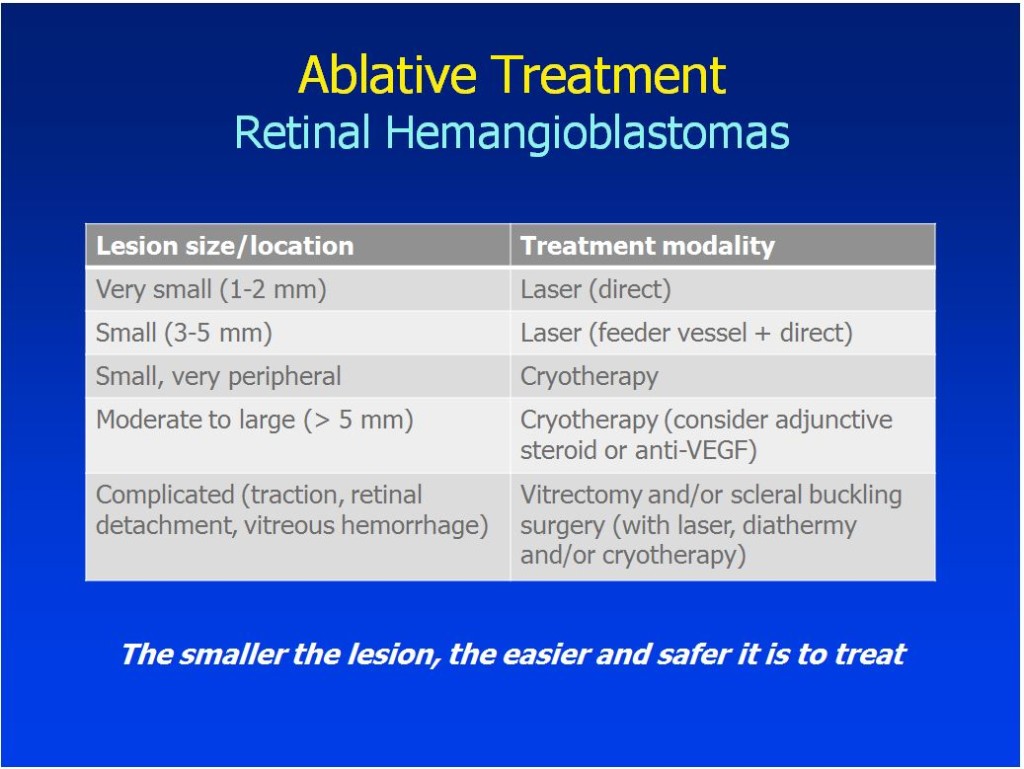 Ablative Treatment
Retinal Hemangioblastomas
Lesion size/location
Treatment modality
Very small (1-2 mm)
Laser (direct)
Small (3-5 mm)
Laser (feeder vessel + direct)
Small, very peripheral
Cryotherapy
Moderate to large (> 5 mm)
Cryotherapy (consider adjunctive
steroid or anti-VEGF)
Complicated (traction, retinal
detachment, vitreous hemorrhage)
Vitrectomy and/or scleral buckling
surgery (with laser, diathermy
and/or cryotherapy)
The smaller the lesion, the easier and safer it is to treat